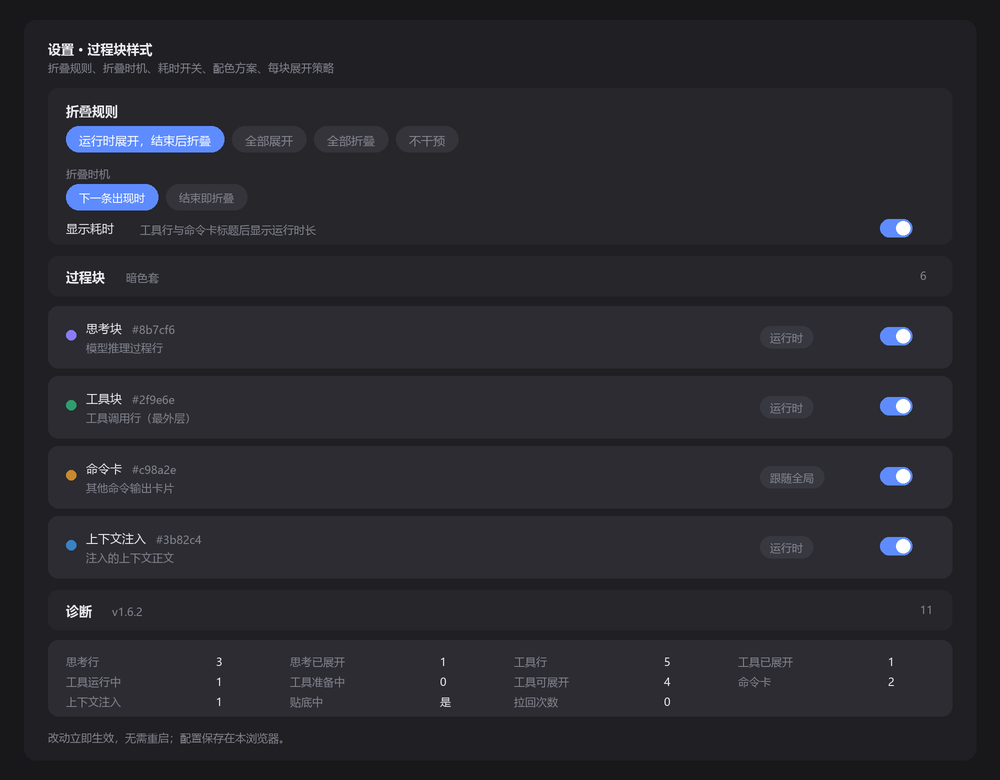 设置·过程块样式
折叠规则、折叠时机、耗时开关、配色方案、每块展开策略
折叠规则
运行时展开，结束后折叠 全部展开 全部折叠 不干预
折叠时机
下一条出现时 结束即折叠
显示耗时 工具行与命令卡标题后显示运行时长
过程块 暗色套 6
思考块 #8b7cf6
模型推理过程行
运行时
工具块 #2f9e6e
工具调用行（最外层）
运行时
命令卡 #c98a2e
其他命令输出卡片
跟随全局
上下文注入 #3b82c4
注入的上下文正文
运行时
诊断 v1.6.2 11
思考行 3 思考已展开 1 工具行 5 工具已展开 1
工具运行中 1 工具准备中 0 工具可展开 4 命令卡 2
上下文注入 1 贴底中 是 拉回次数 0
改动立即生效，无需重启；配置保存在本浏览器。